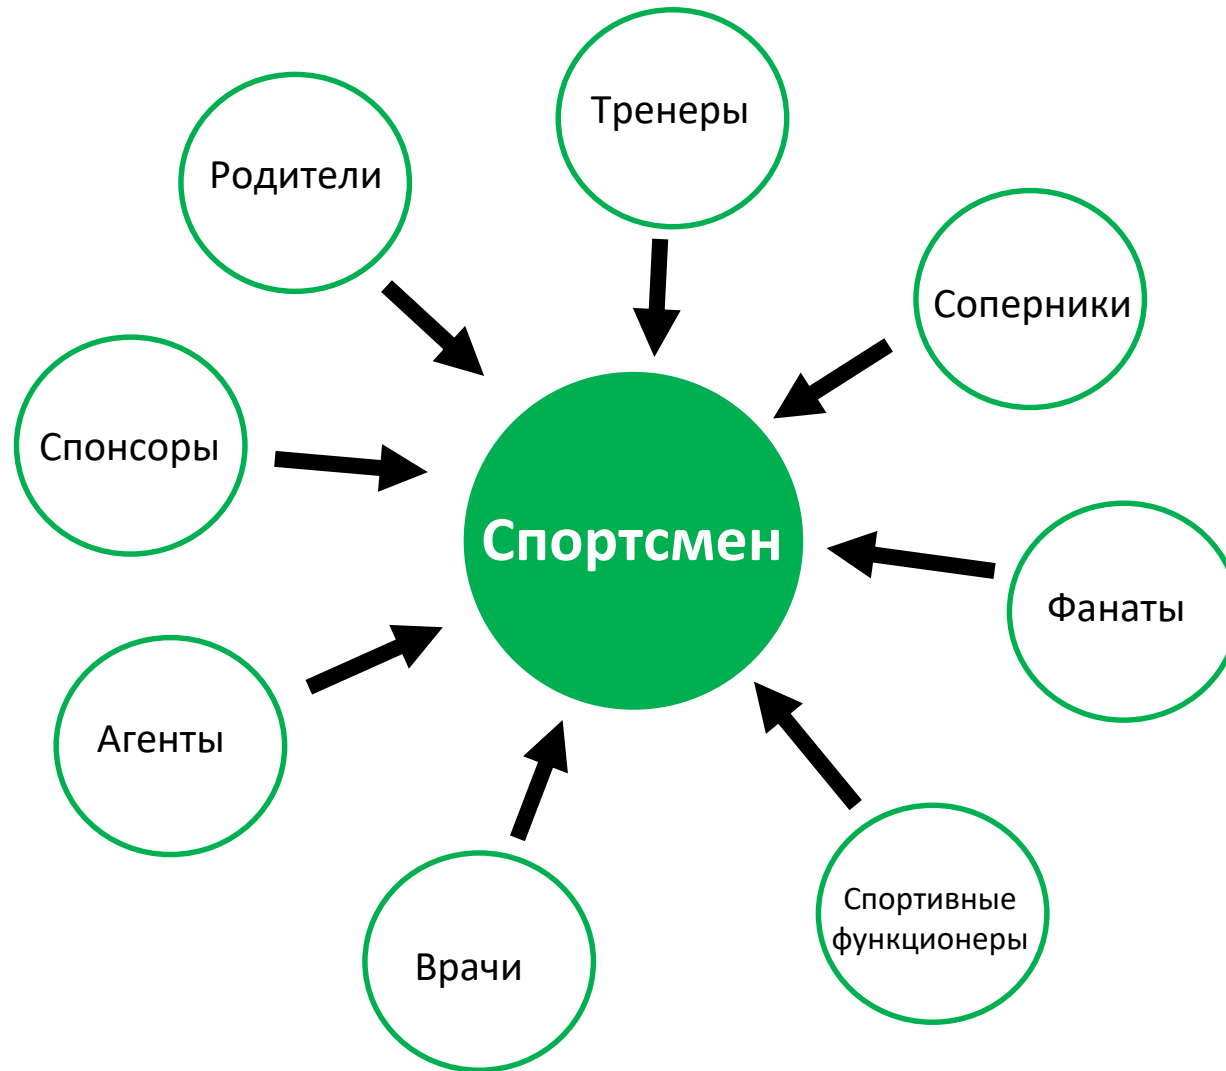 Тренеры
Родители
Соперники
Спонсоры
Спортсмен
Фанаты
Агенты
Спортивные
функционеры
Врачи